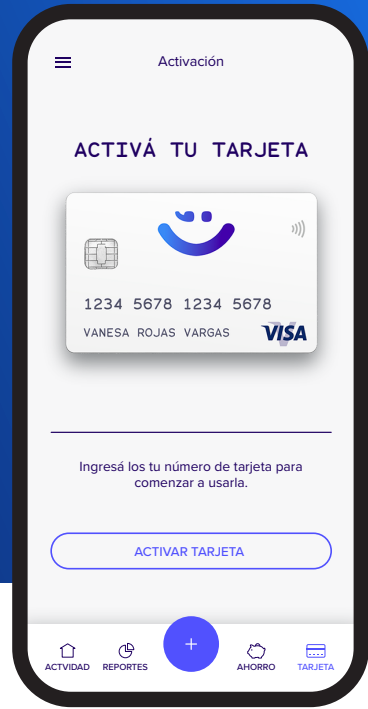 Activación
ACTIVÁ TU TARJETA
1234 5678 1234 5678
VANESA ROJAS VARGAS
VISA
Ingresá los tu número de tarjeta para
comenzar a usarla.
ACTIVAR TARJETA
ACTVIDAD REPORTES + AHORRO TARJETA